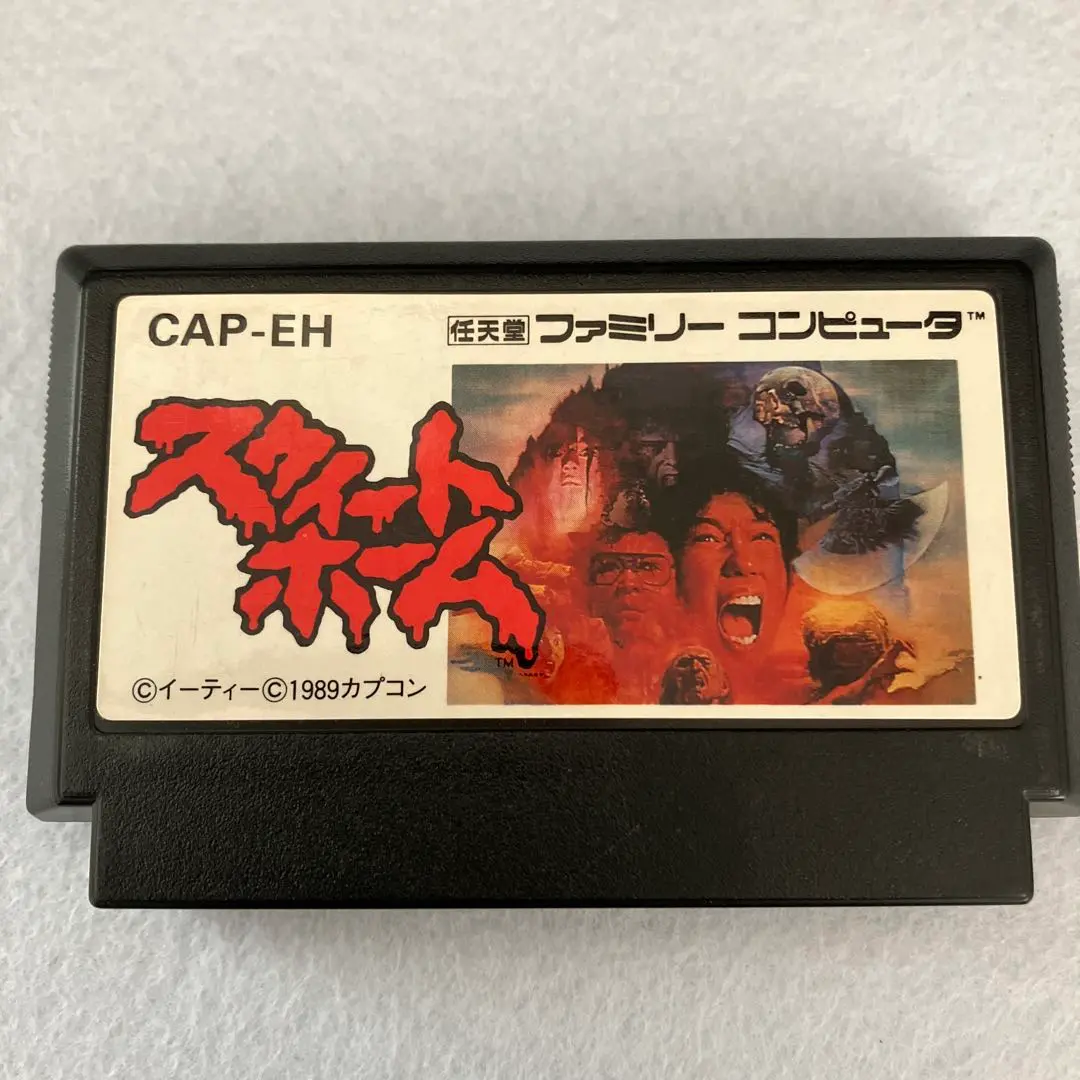 CAP-EH
任天堂 ファミリー コンピュータ™
スウィート
ホーム
™
©イーティー©1989カプコン